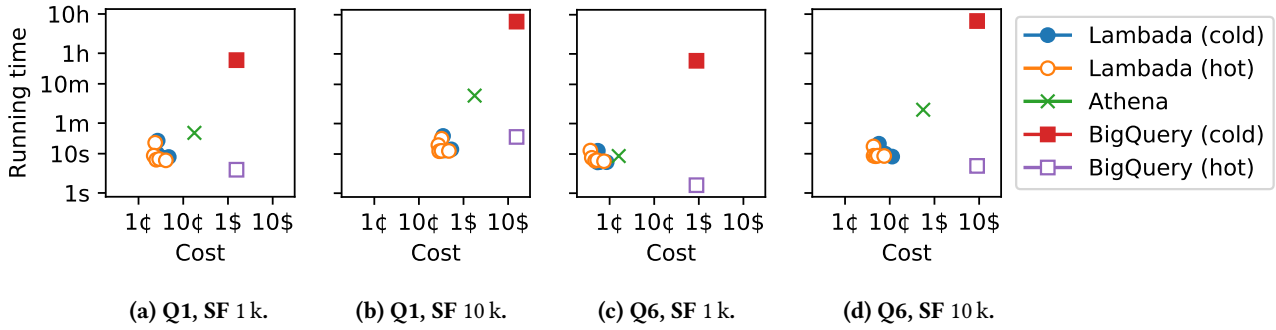 Running time
10h
1h
10m
1m
10s
1s
1¢ 10¢ 1$ 10$
Cost
1¢ 10¢ 1$ 10$
Cost
1¢ 10¢ 1$ 10$
Cost
1¢ 10¢ 1$ 10$
Cost
Lambada (cold)
Lambada (hot)
Athena
BigQuery (cold)
BigQuery (hot)
(a) Q1, SF 1 k.
(b) Q1, SF 10 k.
(c) Q6, SF 1 k.
(d) Q6, SF 10 k.